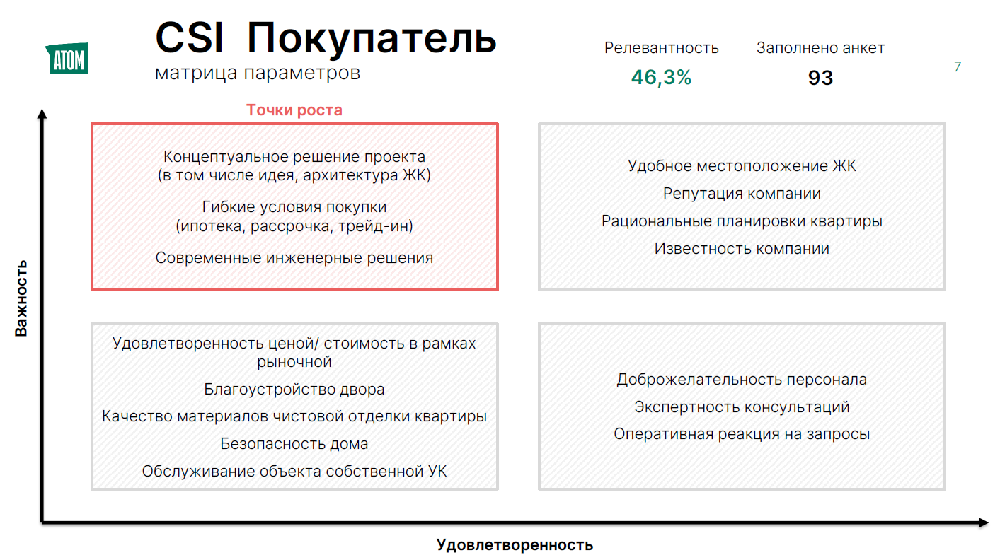 ATOM
CSI Покупатель
матрица параметров
Релевантность
46,3%
Заполнено анкет
93
7
Точки роста
Концептуальное решение проекта
(в том числе идея, архитектура ЖК)
Гибкие условия покупки
(ипотека, рассрочка, трейд-ин)
Современные инженерные решения
Удобное местоположение ЖК
Репутация компании
Рациональные планировки квартиры
Известность компании
Важность
Удовлетворенность ценой/ стоимость в рамках
рыночной
Благоустройство двора
Качество материалов чистовой отделки квартиры
Безопасность дома
Обслуживание объекта собственной УК
Доброжелательность персонала
Экспертность консультаций
Оперативная реакция на запросы
Удовлетворенность